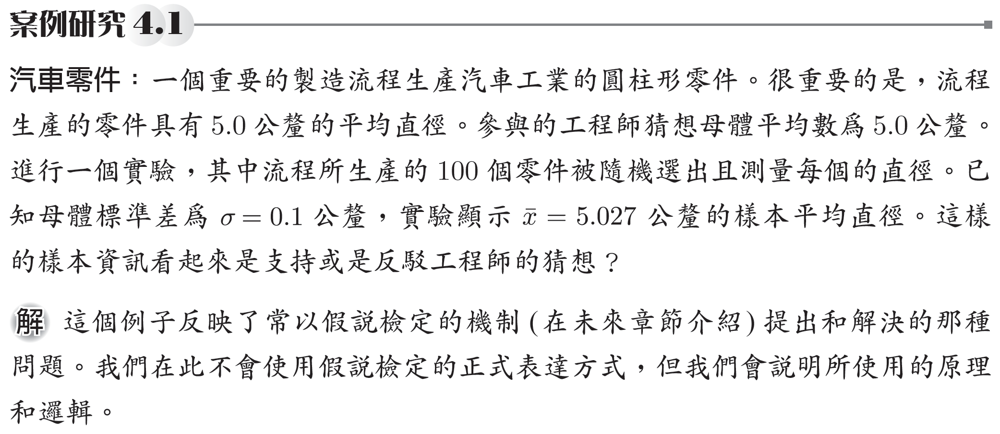 案例研究 4.1
汽車零件：一個重要的製造流程生產汽車工業的圓柱形零件。很重要的是，流程
生產的零件具有 5.0 公釐的平均直徑。參與的工程師猜想母體平均數為 5.0 公釐。
進行一個實驗，其中流程所生產的 100 個零件被隨機選出且測量每個的直徑。已
知母體標準差為 σ = 0.1 公釐，實驗顯示 x̄ = 5.027 公釐的樣本平均直徑。這樣
的樣本資訊看起來是支持或是反駁工程師的猜想？
解 這個例子反映了常以假說檢定的機制 (在未來章節介紹) 提出和解決的那種
問題。我們在此不會使用假說檢定的正式表達方式，但我們會說明所使用的原理
和邏輯。